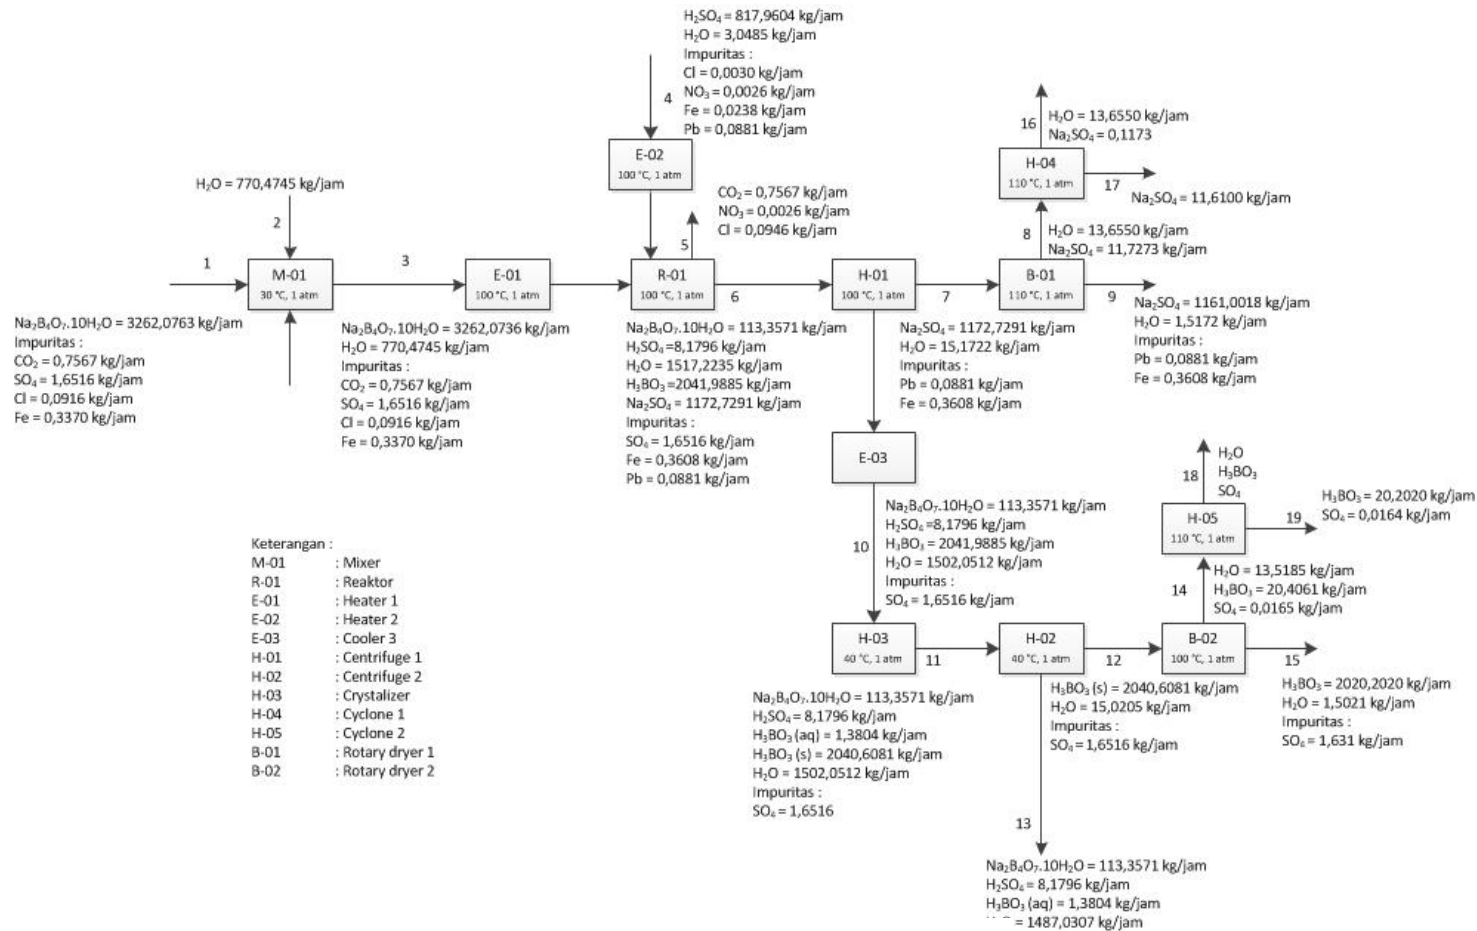 H₂SO₄ = 817,9604 kg/jam
H₂O = 3,0485 kg/jam
Impuritas :
Cl = 0,0030 kg/jam
NO₃ = 0,0026 kg/jam
Fe = 0,0238 kg/jam
Pb = 0,0881 kg/jam
4
E-02
100 °C, 1 atm
H₂O = 770,4745 kg/jam
2
CO₂ = 0,7567 kg/jam
NO₃ = 0,0026 kg/jam
Cl = 0,0946 kg/jam
5
16
H₂O = 13,6550 kg/jam
Na₂SO₄ = 0,1173
H-04
110 °C, 1 atm
17
Na₂SO₄ = 11,6100 kg/jam
8
H₂O = 13,6550 kg/jam
Na₂SO₄ = 11,7273 kg/jam
1
M-01
30 °C, 1 atm
3
E-01
100 °C, 1 atm
R-01
100 °C, 1 atm
6
H-01
100 °C, 1 atm
7
B-01
110 °C, 1 atm
9
Na₂B₄O₇.10H₂O = 3262,0763 kg/jam
Impuritas :
CO₂ = 0,7567 kg/jam
SO₄ = 1,6516 kg/jam
Cl = 0,0916 kg/jam
Fe = 0,3370 kg/jam
Na₂B₄O₇.10H₂O = 3262,0736 kg/jam
H₂O = 770,4745 kg/jam
Impuritas :
CO₂ = 0,7567 kg/jam
SO₄ = 1,6516 kg/jam
Cl = 0,0916 kg/jam
Fe = 0,3370 kg/jam
Na₂B₄O₇.10H₂O = 113,3571 kg/jam
H₂SO₄ =8,1796 kg/jam
H₂O = 1517,2235 kg/jam
H₃BO₃ =2041,9885 kg/jam
Na₂SO₄ = 1172,7291 kg/jam
Impuritas :
SO₄ = 1,6516 kg/jam
Fe = 0,3608 kg/jam
Pb = 0,0881 kg/jam
Na₂SO₄ = 1172,7291 kg/jam
H₂O = 15,1722 kg/jam
Impuritas :
Pb = 0,0881 kg/jam
Fe = 0,3608 kg/jam
Na₂SO₄ = 1161,0018 kg/jam
H₂O = 1,5172 kg/jam
Impuritas :
Pb = 0,0881 kg/jam
Fe = 0,3608 kg/jam
E-03
10
Na₂B₄O₇.10H₂O = 113,3571 kg/jam
H₂SO₄ =8,1796 kg/jam
H₃BO₃ = 2041,9885 kg/jam
H₂O = 1502,0512 kg/jam
Impuritas :
SO₄ = 1,6516 kg/jam
18
H₂O
H₃BO₃
SO₄
H-05
110 °C, 1 atm
19
H₃BO₃ = 20,2020 kg/jam
SO₄ = 0,0164 kg/jam
14
H₂O = 13,5185 kg/jam
H₃BO₃ = 20,4061 kg/jam
SO₄ = 0,0165 kg/jam
H-03
40 °C, 1 atm
11
H-02
40 °C, 1 atm
12
B-02
100 °C, 1 atm
15
Na₂B₄O₇.10H₂O = 113,3571 kg/jam
H₂SO₄ = 8,1796 kg/jam
H₃BO₃ (aq) = 1,3804 kg/jam
H₃BO₃ (s) = 2040,6081 kg/jam
H₂O = 1502,0512 kg/jam
Impuritas :
SO₄ = 1,6516
H₃BO₃ (s) = 2040,6081 kg/jam
H₂O = 15,0205 kg/jam
Impuritas :
SO₄ = 1,6516 kg/jam
H₃BO₃ = 2020,2020 kg/jam
H₂O = 1,5021 kg/jam
Impuritas :
SO₄ = 1,631 kg/jam
13
Na₂B₄O₇.10H₂O = 113,3571 kg/jam
H₂SO₄ = 8,1796 kg/jam
H₃BO₃ (aq) = 1,3804 kg/jam
= 1487,0307 kg/jam
Keterangan :
M-01 : Mixer
R-01 : Reaktor
E-01 : Heater 1
E-02 : Heater 2
E-03 : Cooler 3
H-01 : Centrifuge 1
H-02 : Centrifuge 2
H-03 : Crystalizer
H-04 : Cyclone 1
H-05 : Cyclone 2
B-01 : Rotary dryer 1
B-02 : Rotary dryer 2